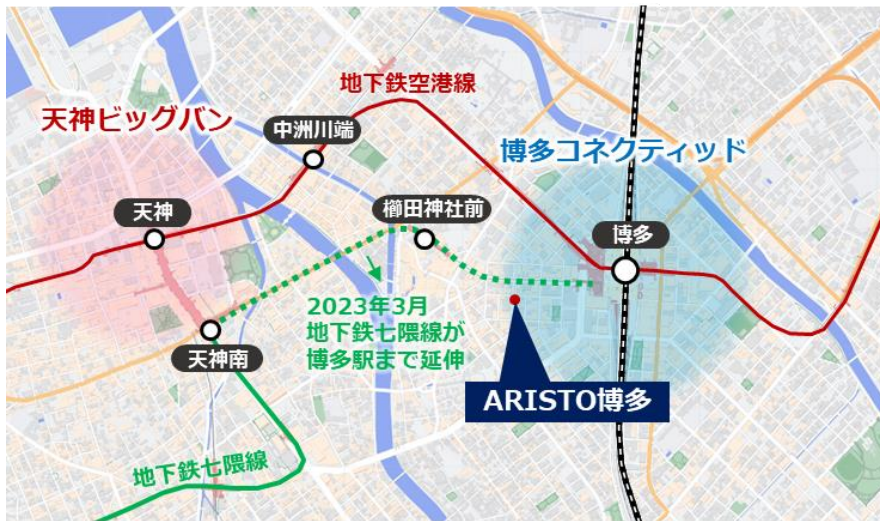 地下鉄空港線
天神ビッグバン
中洲川端
博多コネクティッド
天神
櫛田神社前
博多
2023年3月
地下鉄七隈線が
博多駅まで延伸
天神南
ARISTO博多
地下鉄七隈線